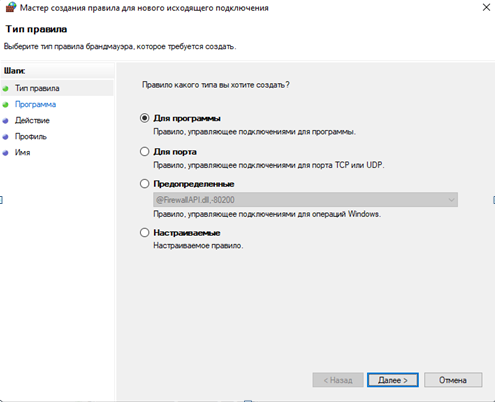 Мастер создания правила для нового исходящего подключения
Тип правила
Выберите тип правила брандмауэра, которое требуется создать.
Шаги:
Тип правила
Программа
Действие
Профиль
Имя
Правило какого типа вы хотите создать?
Для программы
Правило, управляющее подключениями для программы.
Для порта
Правило, управляющее подключениями для порта TCP или UDP.
Предопределенные
@FirewallAPI.dll,-80200
Правило, управляющее подключениями для операций Windows.
Настраиваемые
Настраиваемое правило.
< Назад
Далее >
Отмена